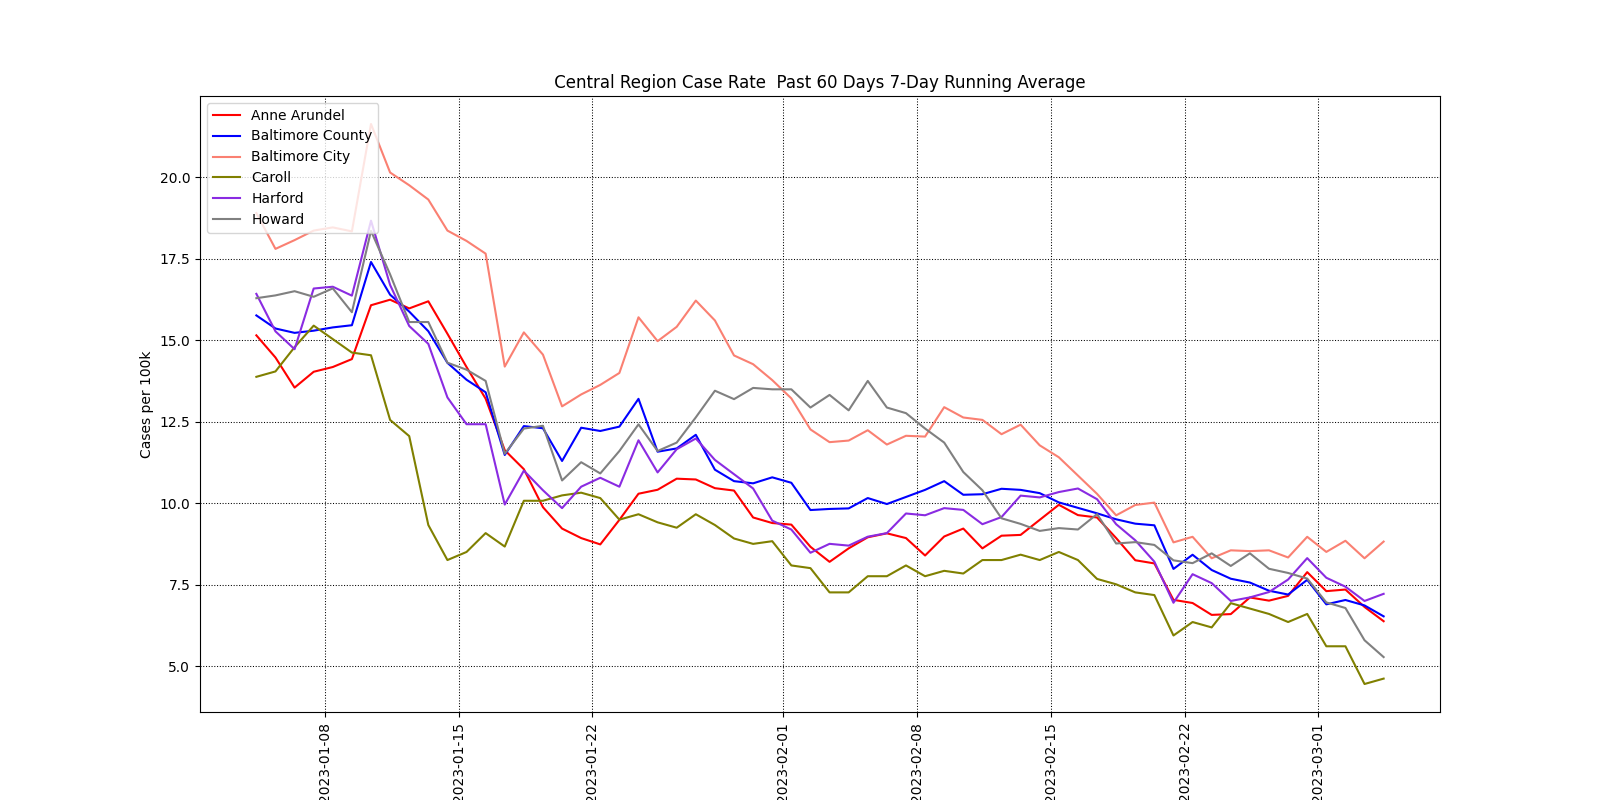 Central Region Case Rate  Past 60 Days 7-Day Running Average
Anne Arundel
Baltimore County
Baltimore City
Caroll
Harford
Howard
Cases per 100k
20.0
17.5
15.0
12.5
10.0
7.5
5.0
2023-01-08
2023-01-15
2023-01-22
2023-02-01
2023-02-08
2023-02-15
2023-02-22
2023-03-01